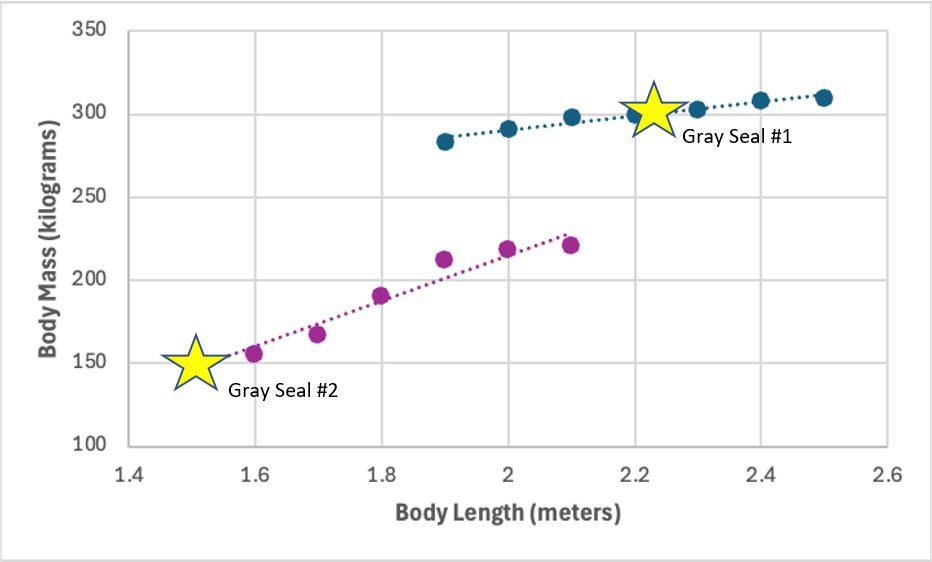 350
300
Gray Seal #1
250
200
150
Gray Seal #2
100
1.4 1.6 1.8 2 2.2 2.4 2.6
Body Mass (kilograms)
Body Length (meters)